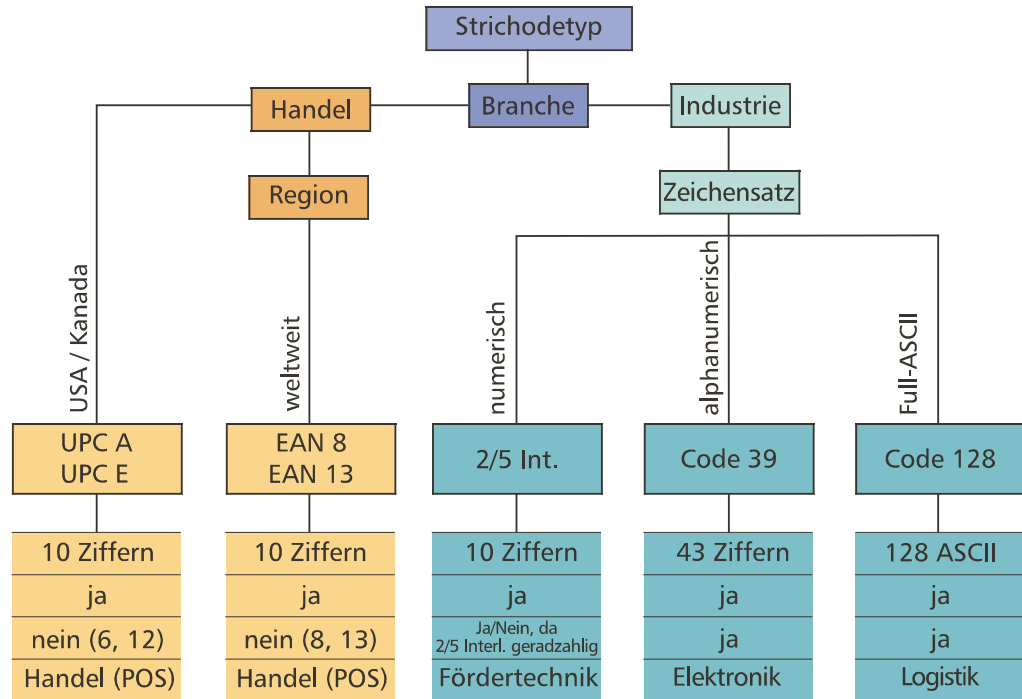 Strichodetyp
Handel
Branche
Industrie
Region
Zeichensatz
USA / Kanada
weltweit
numerisch
alphanumerisch
Full-ASCII
UPC A
UPC E
EAN 8
EAN 13
2/5 Int.
Code 39
Code 128
10 Ziffern
10 Ziffern
10 Ziffern
43 Ziffern
128 ASCII
ja
ja
ja
ja
ja
nein (6, 12)
nein (8, 13)
Ja/Nein, da
2/5 Interl. geradzahlig
ja
ja
Handel (POS)
Handel (POS)
Fördertechnik
Elektronik
Logistik